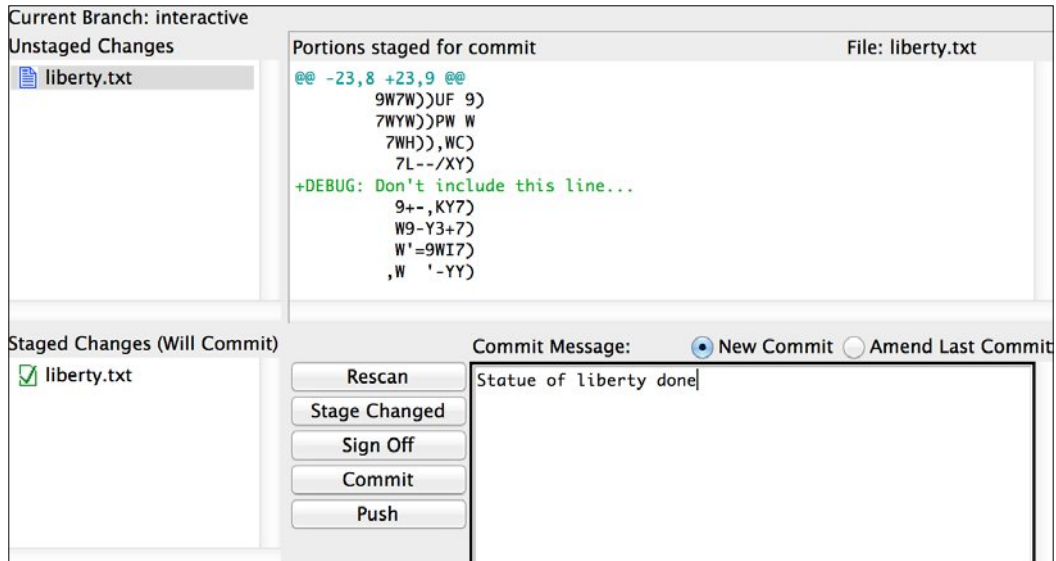 Current Branch: interactive
Unstaged Changes
liberty.txt
Portions staged for commit File: liberty.txt
@@ -23,8 +23,9 @@
        9W7W))UF 9)
        7WYW))PW W
         7WH)),WC)
          7L--/XY)
+DEBUG: Don't include this line...
          9+-,KY7)
          W9-Y3+7)
          W'=9WI7)
         ,W  '-YY)
Staged Changes (Will Commit)
liberty.txt
Rescan
Stage Changed
Sign Off
Commit
Push
Commit Message: New Commit Amend Last Commit
Statue of liberty done